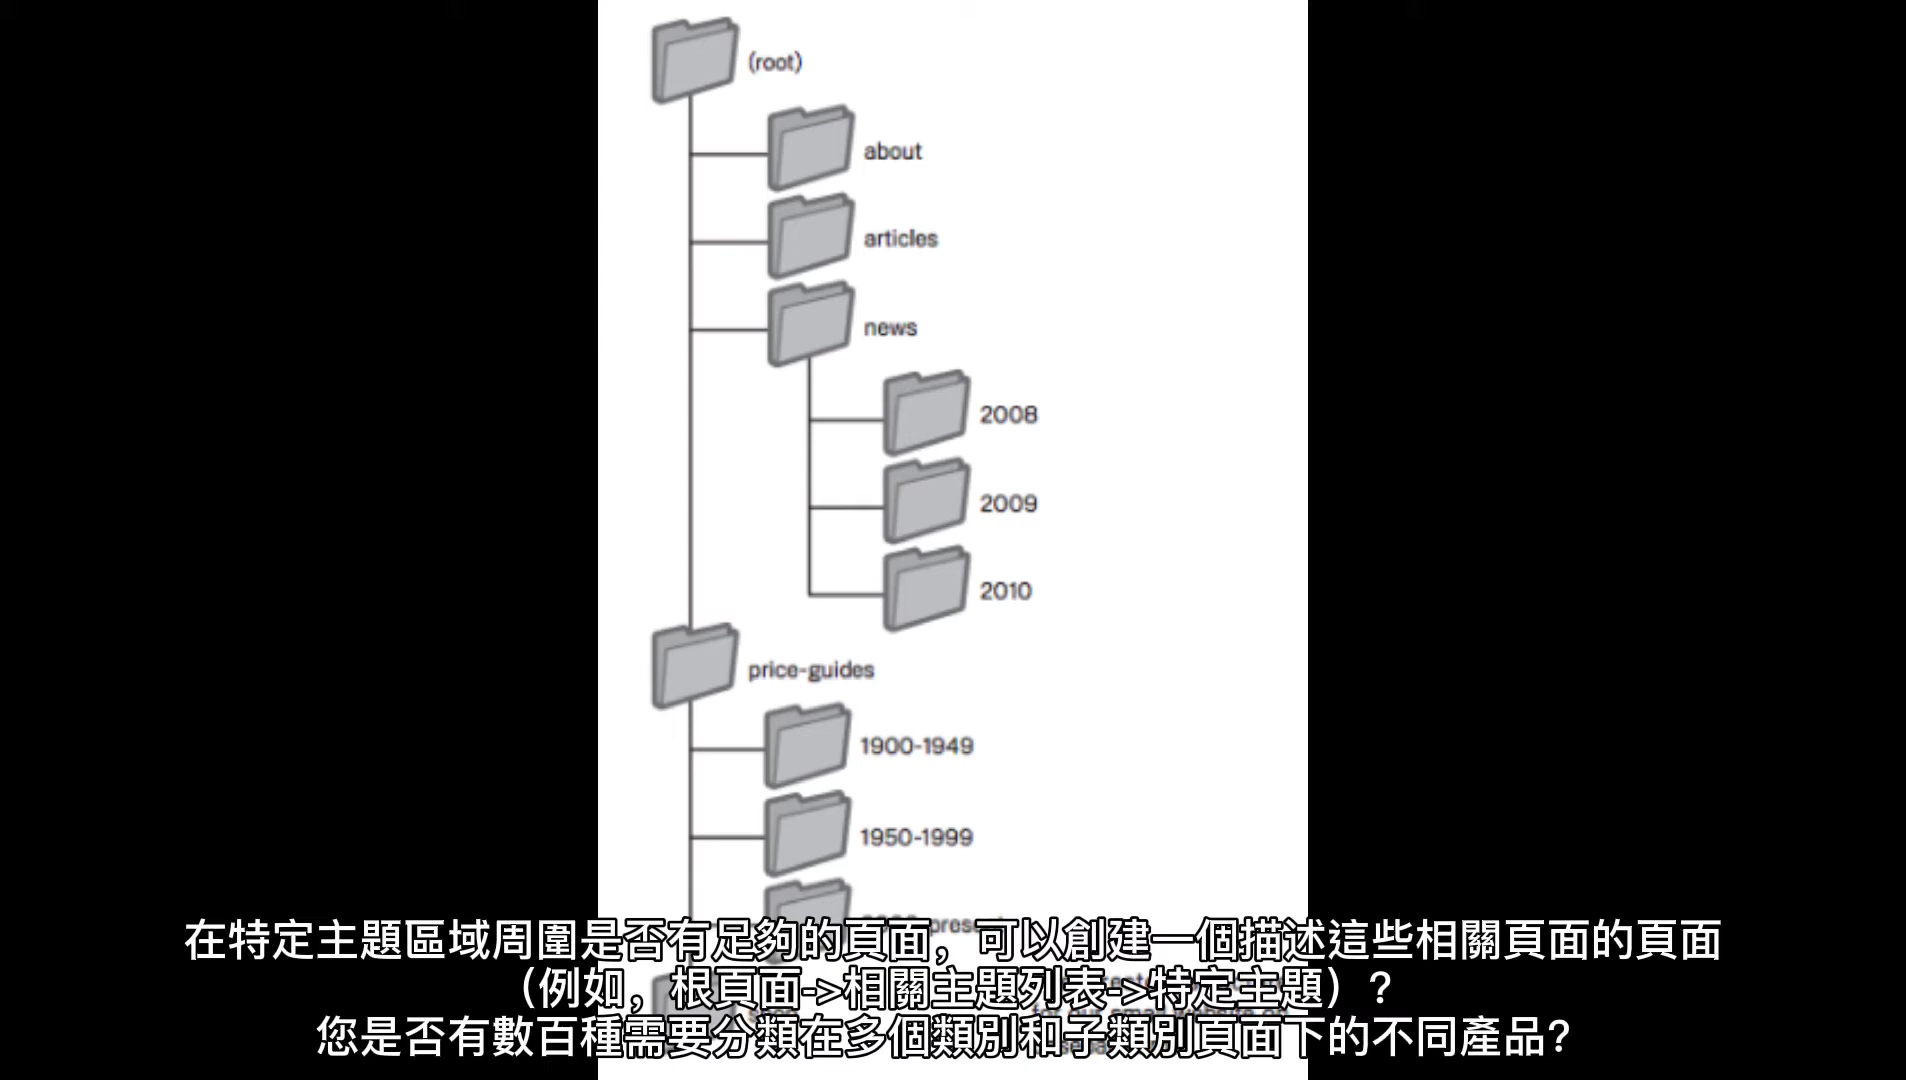 (root)
about
articles
news
2008
2009
2010
price-guides
1900-1949
1950-1999
在特定主題區域周圍是否有足夠的頁面，可以創建一個描述這些相關頁面的頁面
（例如，根頁面->相關主題列表->特定主題）？
您是否有數百種需要分類在多個類別和子類別頁面下的不同產品?